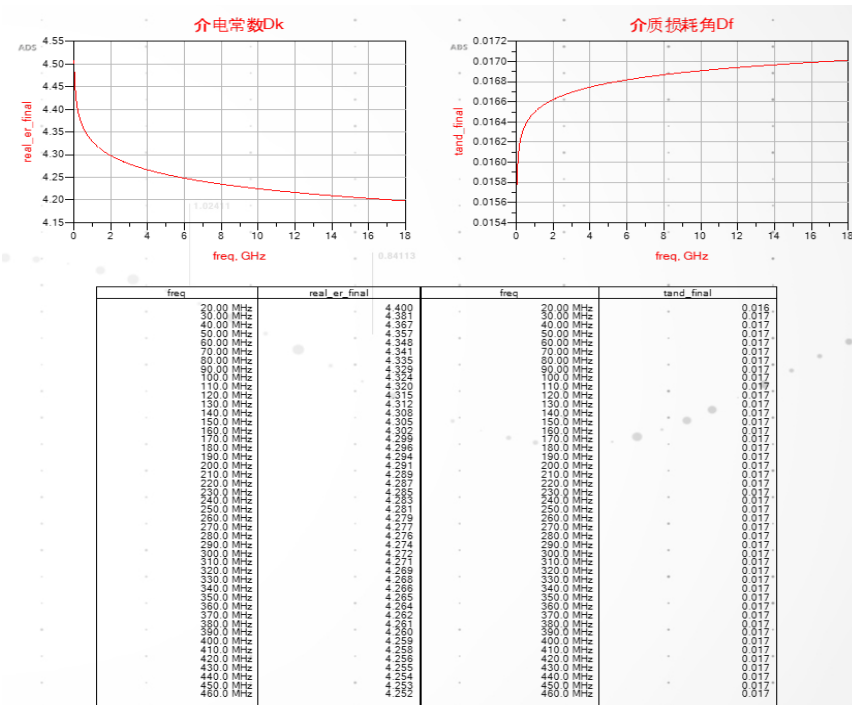 介电常数Dk
ADS
4.55
4.50
4.45
4.40
4.35
4.30
4.25
4.20
4.15
real_er_final
0 2 4 6 8 10 12 14 16 18
freq, GHz
1.02411
0.84113
介质损耗角Df
ADS
0.0172
0.0170
0.0168
0.0166
0.0164
0.0162
0.0160
0.0158
0.0156
0.0154
tand_final
0 2 4 6 8 10 12 14 16 18
freq, GHz
freq real_er_final freq tand_final
20.00 MHz 4.400 20.00 MHz 0.016
30.00 MHz 4.381 30.00 MHz 0.017
40.00 MHz 4.367 40.00 MHz 0.017
50.00 MHz 4.357 50.00 MHz 0.017
60.00 MHz 4.348 60.00 MHz 0.017
70.00 MHz 4.341 70.00 MHz 0.017
80.00 MHz 4.335 80.00 MHz 0.017
90.00 MHz 4.329 90.00 MHz 0.017
100.0 MHz 4.324 100.0 MHz 0.017
110.0 MHz 4.320 110.0 MHz 0.017
120.0 MHz 4.315 120.0 MHz 0.017
130.0 MHz 4.312 130.0 MHz 0.017
140.0 MHz 4.308 140.0 MHz 0.017
150.0 MHz 4.305 150.0 MHz 0.017
160.0 MHz 4.302 160.0 MHz 0.017
170.0 MHz 4.299 170.0 MHz 0.017
180.0 MHz 4.296 180.0 MHz 0.017
190.0 MHz 4.294 190.0 MHz 0.017
200.0 MHz 4.291 200.0 MHz 0.017
210.0 MHz 4.289 210.0 MHz 0.017
220.0 MHz 4.287 220.0 MHz 0.017
230.0 MHz 4.285 230.0 MHz 0.017
240.0 MHz 4.283 240.0 MHz 0.017
250.0 MHz 4.281 250.0 MHz 0.017
260.0 MHz 4.279 260.0 MHz 0.017
270.0 MHz 4.277 270.0 MHz 0.017
280.0 MHz 4.276 280.0 MHz 0.017
290.0 MHz 4.274 290.0 MHz 0.017
300.0 MHz 4.272 300.0 MHz 0.017
310.0 MHz 4.271 310.0 MHz 0.017
320.0 MHz 4.269 320.0 MHz 0.017
330.0 MHz 4.268 330.0 MHz 0.017
340.0 MHz 4.266 340.0 MHz 0.017
350.0 MHz 4.265 350.0 MHz 0.017
360.0 MHz 4.264 360.0 MHz 0.017
370.0 MHz 4.262 370.0 MHz 0.017
380.0 MHz 4.261 380.0 MHz 0.017
390.0 MHz 4.260 390.0 MHz 0.017
400.0 MHz 4.259 400.0 MHz 0.017
410.0 MHz 4.258 410.0 MHz 0.017
420.0 MHz 4.256 420.0 MHz 0.017
430.0 MHz 4.255 430.0 MHz 0.017
440.0 MHz 4.254 440.0 MHz 0.017
450.0 MHz 4.253 450.0 MHz 0.017
460.0 MHz 4.252 460.0 MHz 0.017